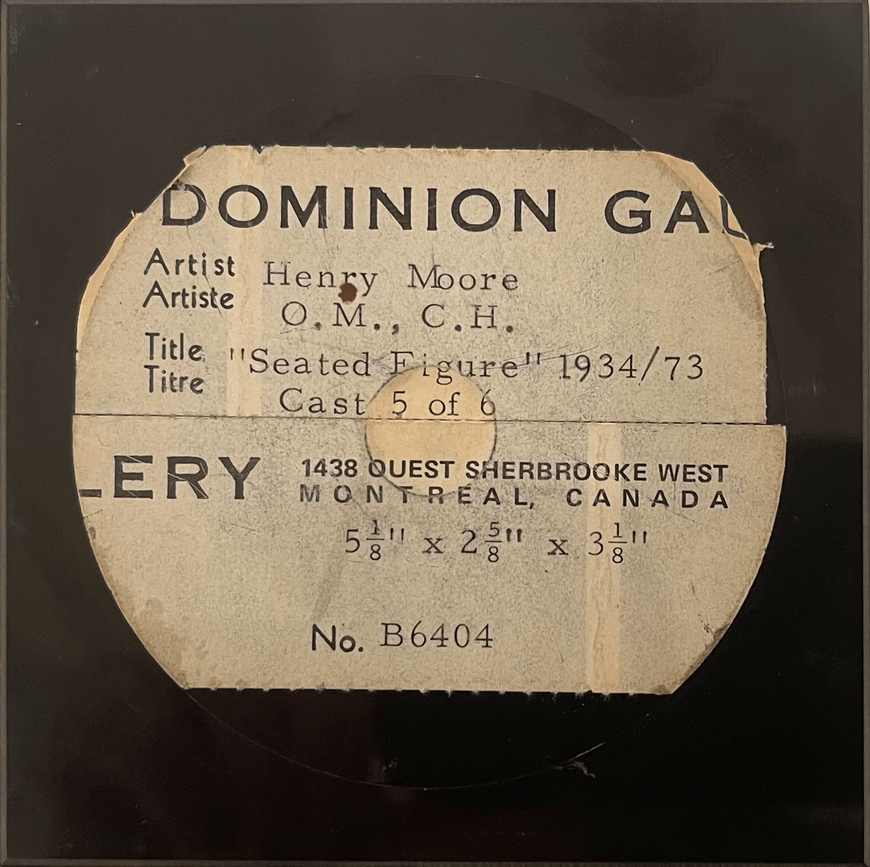 DOMINION GAL
Artist
Artiste
Henry Moore
O.M., C.H.
Title
Titre
"Seated Figure" 1934/73
Cast 5 of 6
LERY
1438 OUEST SHERBROOKE WEST
MONTREAL, CANADA
5 1/8" x 2 5/8" x 3 1/8"
No. B6404